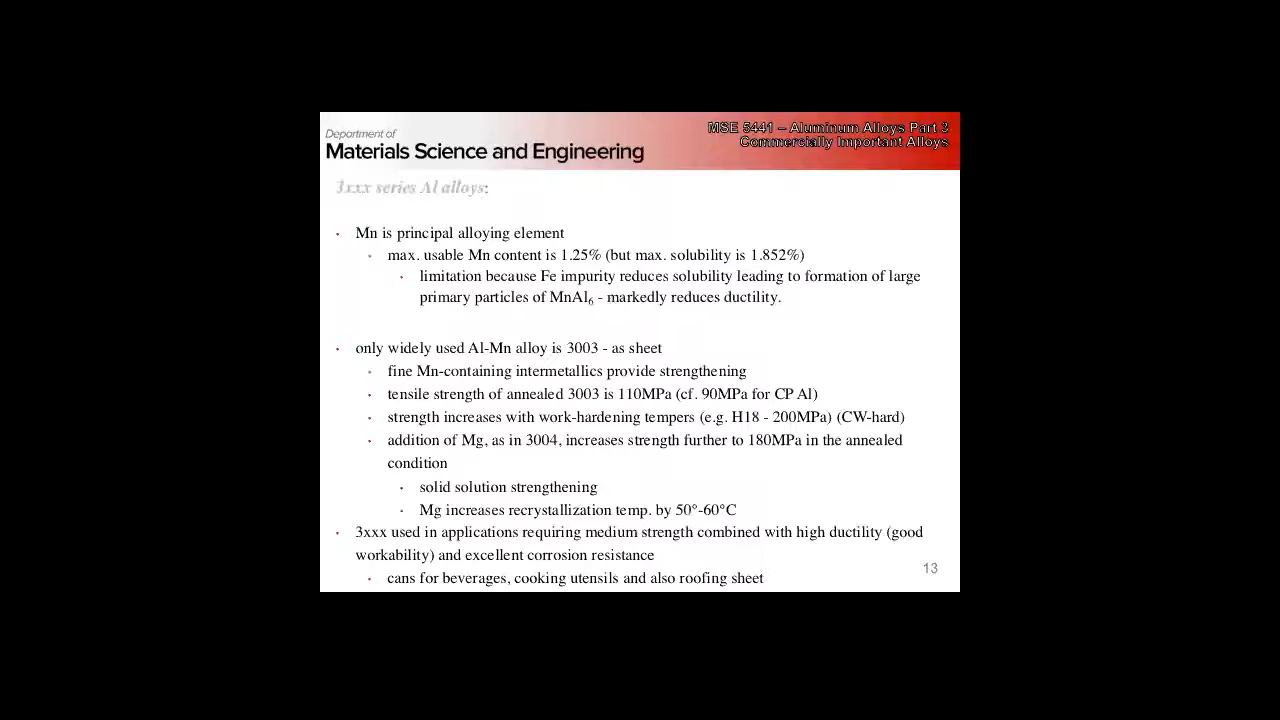 Department of
Materials Science and Engineering
MSE 5441 – Aluminum Alloys Part 3
Commercially Important Alloys
3xxx series Al alloys:
• Mn is principal alloying element
• max. usable Mn content is 1.25% (but max. solubility is 1.852%)
• limitation because Fe impurity reduces solubility leading to formation of large
primary particles of MnAl₆ - markedly reduces ductility.
• only widely used Al-Mn alloy is 3003 - as sheet
• fine Mn-containing intermetallics provide strengthening
• tensile strength of annealed 3003 is 110MPa (cf. 90MPa for CP Al)
• strength increases with work-hardening tempers (e.g. H18 - 200MPa) (CW-hard)
• addition of Mg, as in 3004, increases strength further to 180MPa in the annealed
condition
• solid solution strengthening
• Mg increases recrystallization temp. by 50°-60°C
• 3xxx used in applications requiring medium strength combined with high ductility (good
workability) and excellent corrosion resistance
• cans for beverages, cooking utensils and also roofing sheet
13